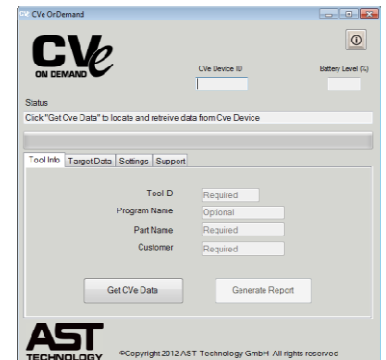 CVe OnDemand
CVe
ON DEMAND
CVe Device ID
Battery Level (%)
Status
Click "Get Cve Data" to locate and retreive data from Cve Device
Tool Info
Target Data
Settings
Support
Tool ID
Required
Program Name
Optional
Part Name
Required
Customer
Required
Get CVe Data
Generate Report
AST
TECHNOLOGY
©Copyright 2012 AST Technology GmbH All rights reserved